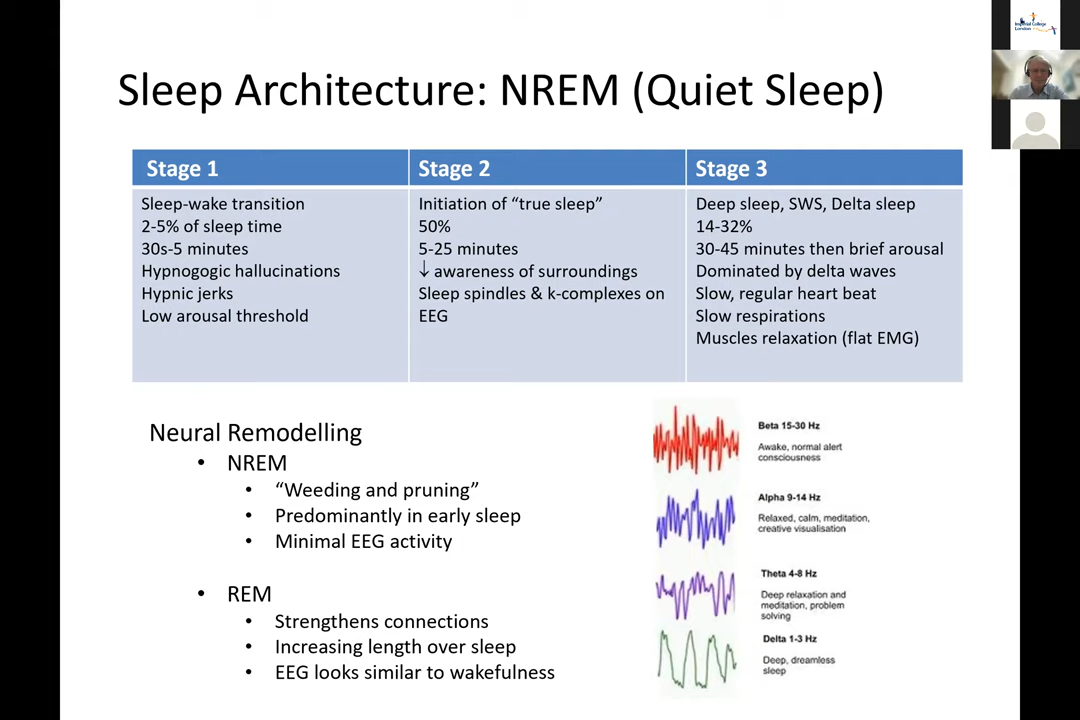 Imperial College
London
Sleep Architecture: NREM (Quiet Sleep)
Stage 1
Sleep-wake transition
2-5% of sleep time
30s-5 minutes
Hypnogogic hallucinations
Hypnic jerks
Low arousal threshold
Stage 2
Initiation of “true sleep”
50%
5-25 minutes
↓ awareness of surroundings
Sleep spindles & k-complexes on
EEG
Stage 3
Deep sleep, SWS, Delta sleep
14-32%
30-45 minutes then brief arousal
Dominated by delta waves
Slow, regular heart beat
Slow respirations
Muscles relaxation (flat EMG)
Neural Remodelling
• NREM
• “Weeding and pruning”
• Predominantly in early sleep
• Minimal EEG activity
• REM
• Strengthens connections
• Increasing length over sleep
• EEG looks similar to wakefulness
Beta 15-30 Hz
Awake, normal alert
consciousness
Alpha 9-14 Hz
Relaxed, calm, meditation,
creative visualisation
Theta 4-8 Hz
Deep relaxation and
meditation, problem
solving
Delta 1-3 Hz
Deep, dreamless
sleep